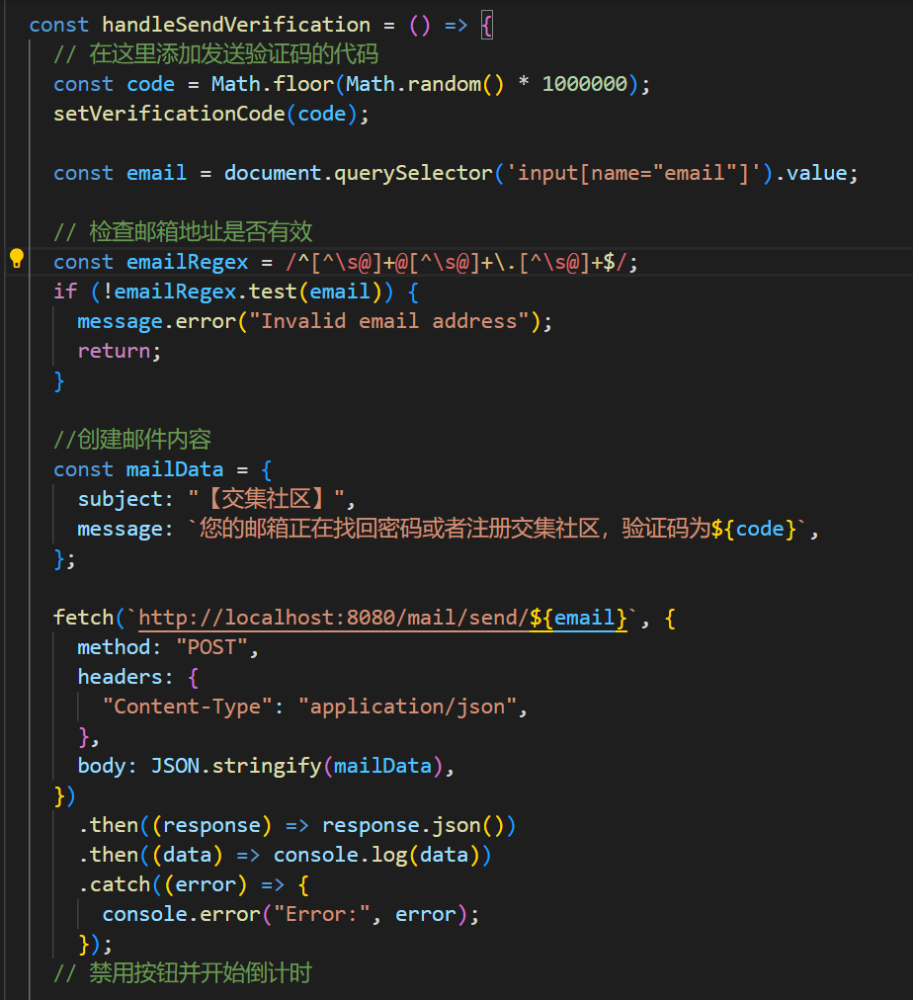 const handleSendVerification = () => {
// 在这里添加发送验证码的代码
const code = Math.floor(Math.random() * 1000000);
setVerificationCode(code);
const email = document.querySelector('input[name="email"]').value;
// 检查邮箱地址是否有效
const emailRegex = /^[^\s@]+@[^\s@]+\.[^\s@]+$/;
if (!emailRegex.test(email)) {
message.error("Invalid email address");
return;
}
//创建邮件内容
const mailData = {
subject: "【交集社区】",
message: `您的邮箱正在找回密码或者注册交集社区，验证码为${code}`,
};
fetch(`http://localhost:8080/mail/send/${email}`, {
method: "POST",
headers: {
"Content-Type": "application/json",
},
body: JSON.stringify(mailData),
})
.then((response) => response.json())
.then((data) => console.log(data))
.catch((error) => {
console.error("Error:", error);
});
// 禁用按钮并开始倒计时